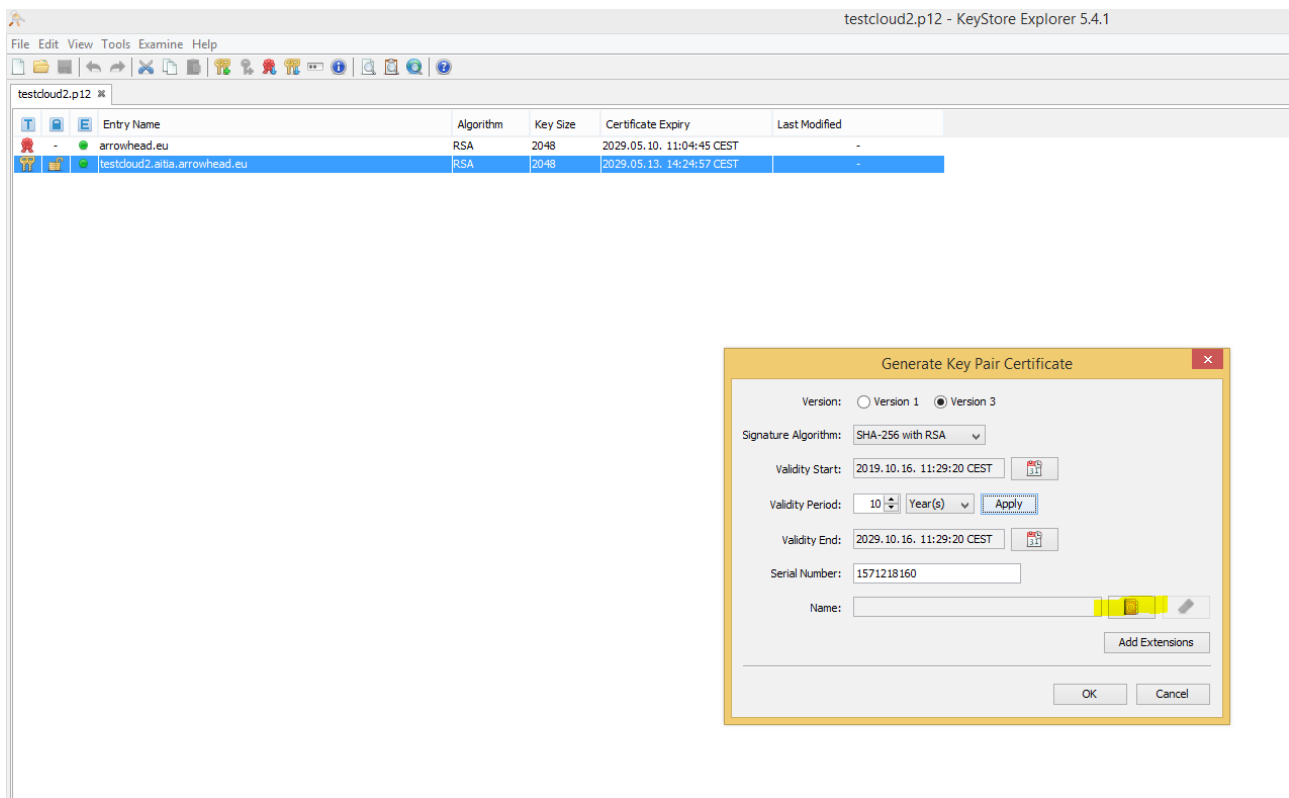 testcloud2.p12 - KeyStore Explorer 5.4.1
File Edit View Tools Examine Help
testcloud2.p12
T E Entry Name Algorithm Key Size Certificate Expiry Last Modified
- arrowhead.eu RSA 2048 2029.05.10. 11:04:45 CEST -
testcloud2.aitia.arrowhead.eu RSA 2048 2029.05.13. 14:24:57 CEST -
Generate Key Pair Certificate
Version: Version 1 Version 3
Signature Algorithm: SHA-256 with RSA
Validity Start: 2019.10.16. 11:29:20 CEST
Validity Period: 10 Year(s) Apply
Validity End: 2029.10.16. 11:29:20 CEST
Serial Number: 1571218160
Name:
Add Extensions
OK Cancel